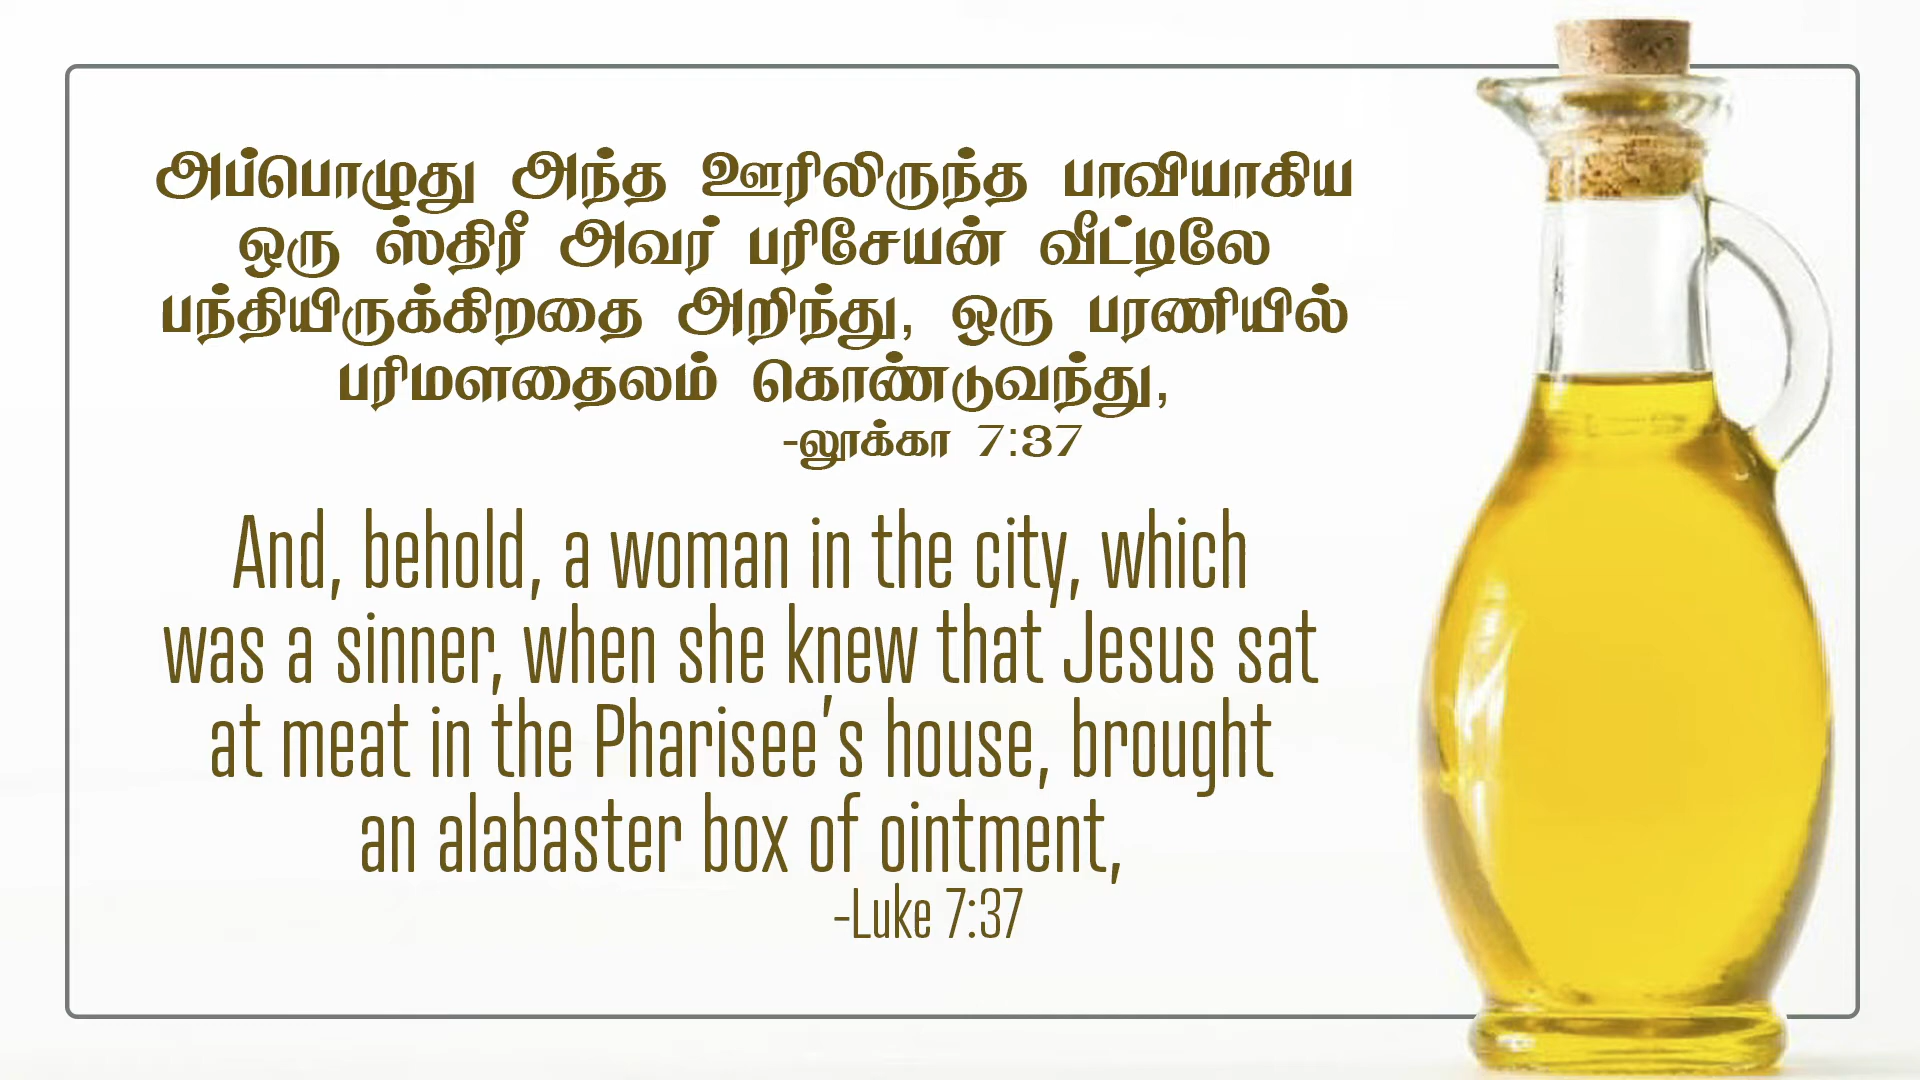 அப்பொழுது அந்த ஊரிலிருந்த பாவியாகிய
ஒரு ஸ்திரீ அவர் பரிசேயன் வீட்டிலே
பந்தியிருக்கிறதை அறிந்து, ஒரு பரணியில்
பரிமளதைலம் கொண்டுவந்து,
-லூக்கா 7:37
And, behold, a woman in the city, which
was a sinner, when she knew that Jesus sat
at meat in the Pharisee's house, brought
an alabaster box of ointment,
-Luke 7:37